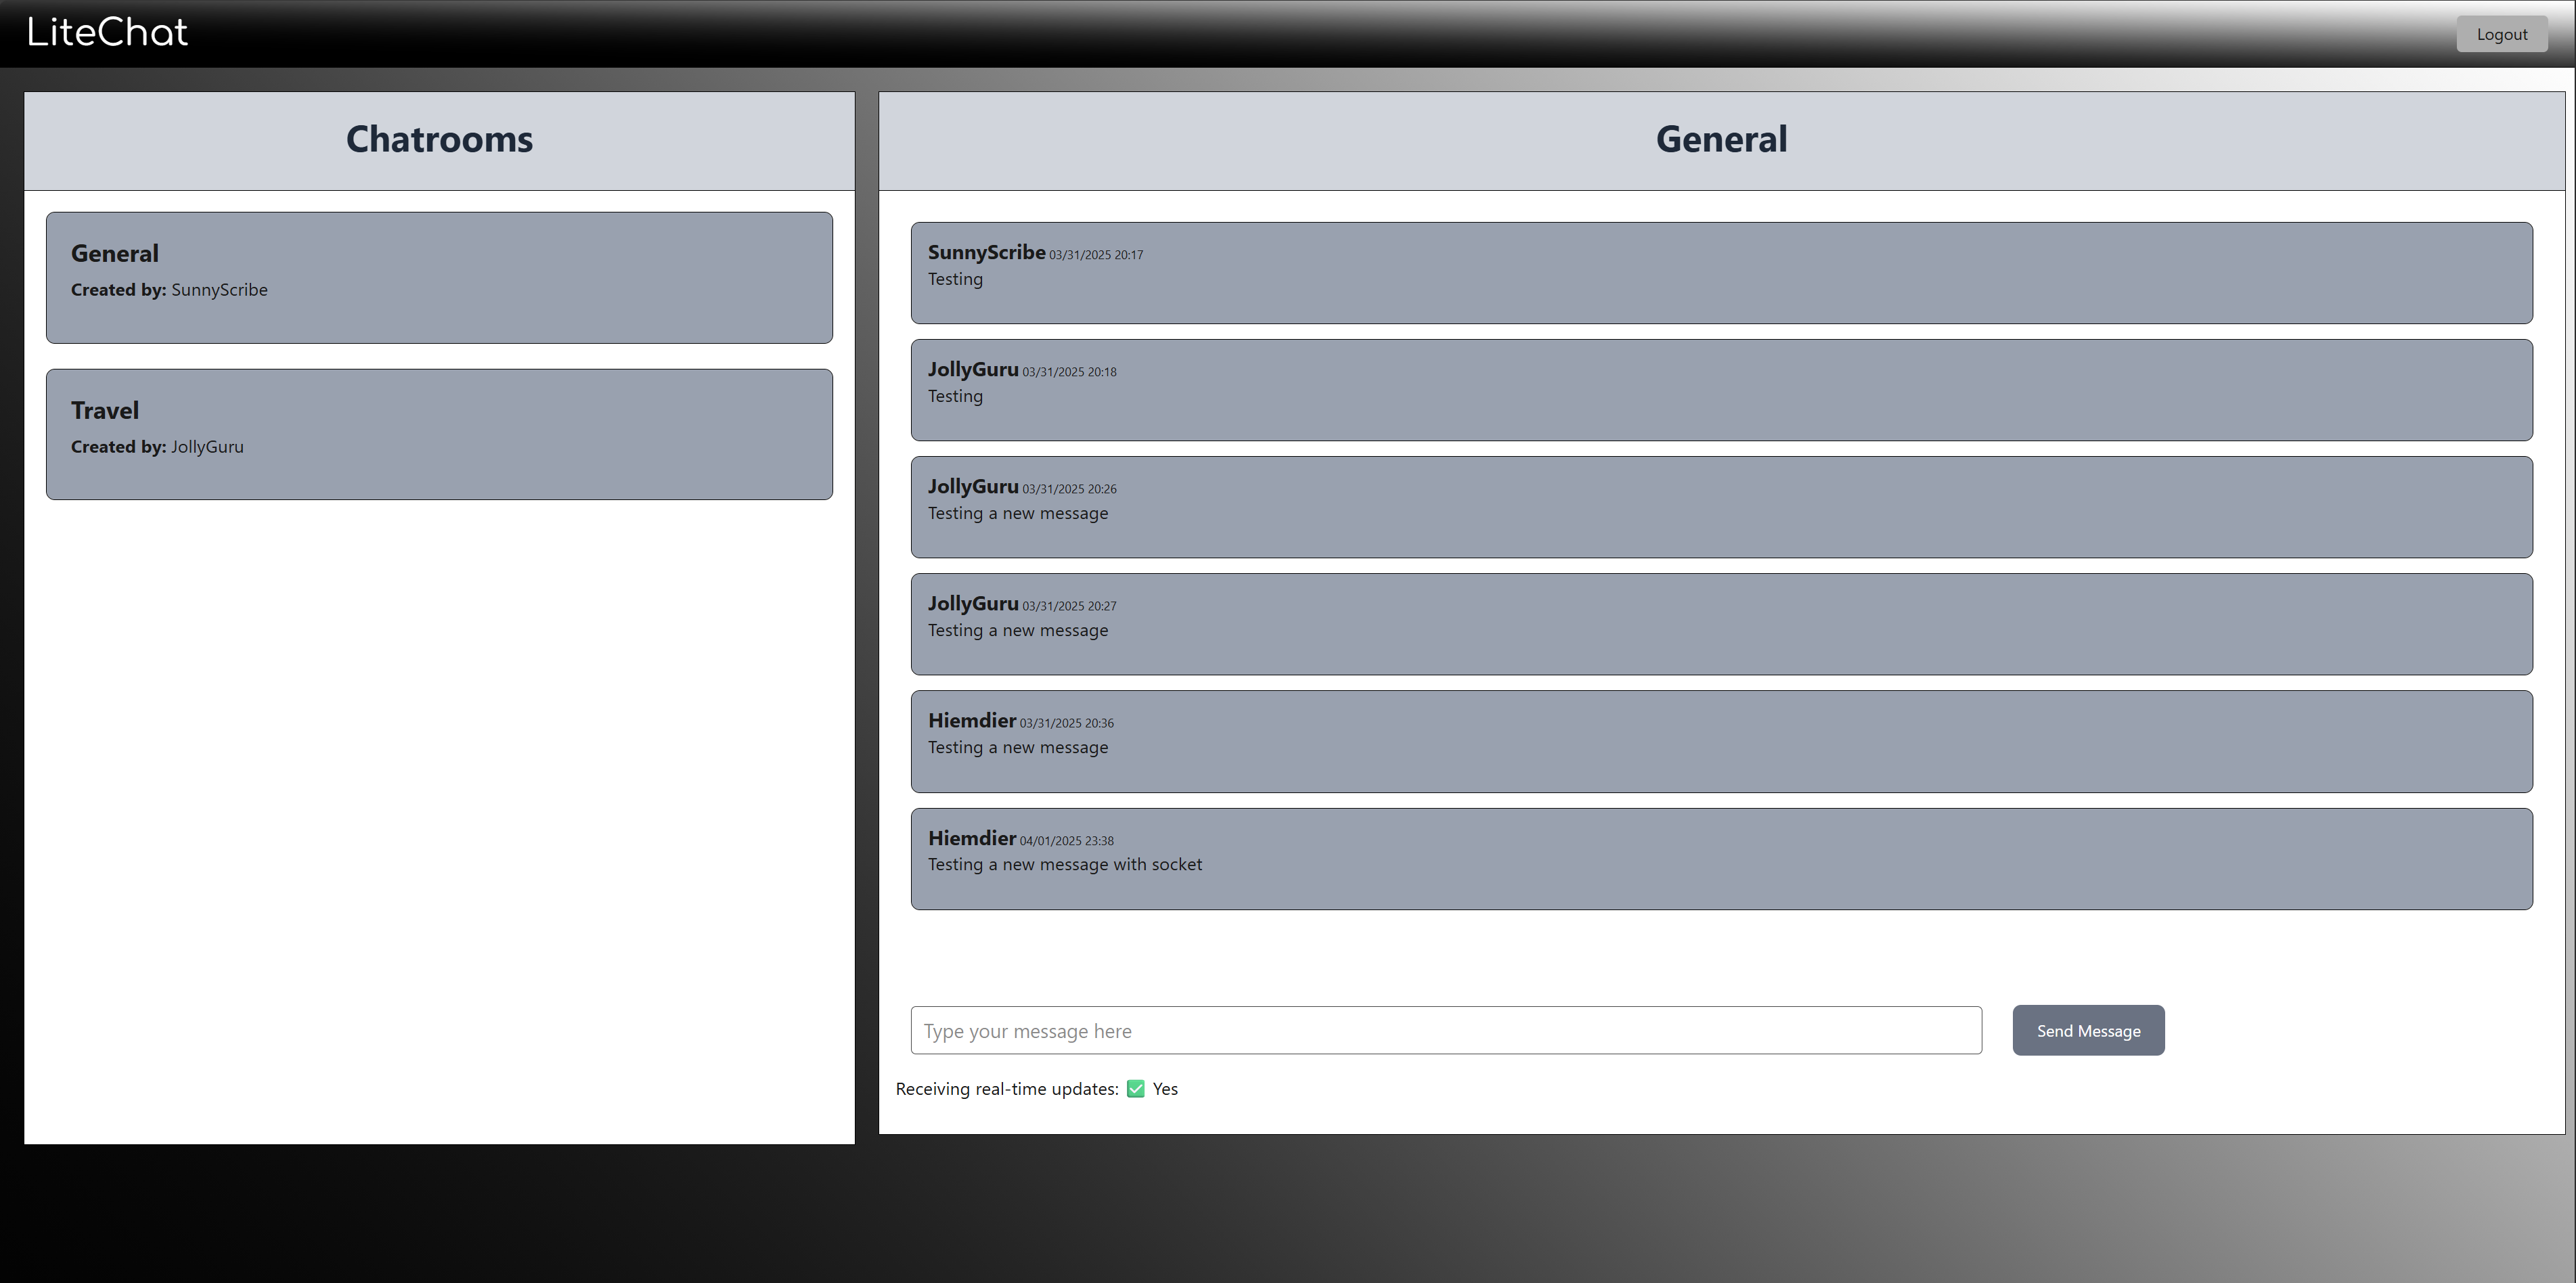 LiteChat
Logout
Chatrooms
General
Created by: SunnyScribe
Travel
Created by: JollyGuru
General
SunnyScribe 03/31/2025 20:17
Testing
JollyGuru 03/31/2025 20:18
Testing
JollyGuru 03/31/2025 20:26
Testing a new message
JollyGuru 03/31/2025 20:27
Testing a new message
Hiemdier 03/31/2025 20:36
Testing a new message
Hiemdier 04/01/2025 23:38
Testing a new message with socket
Type your message here
Send Message
Receiving real-time updates: ✅ Yes